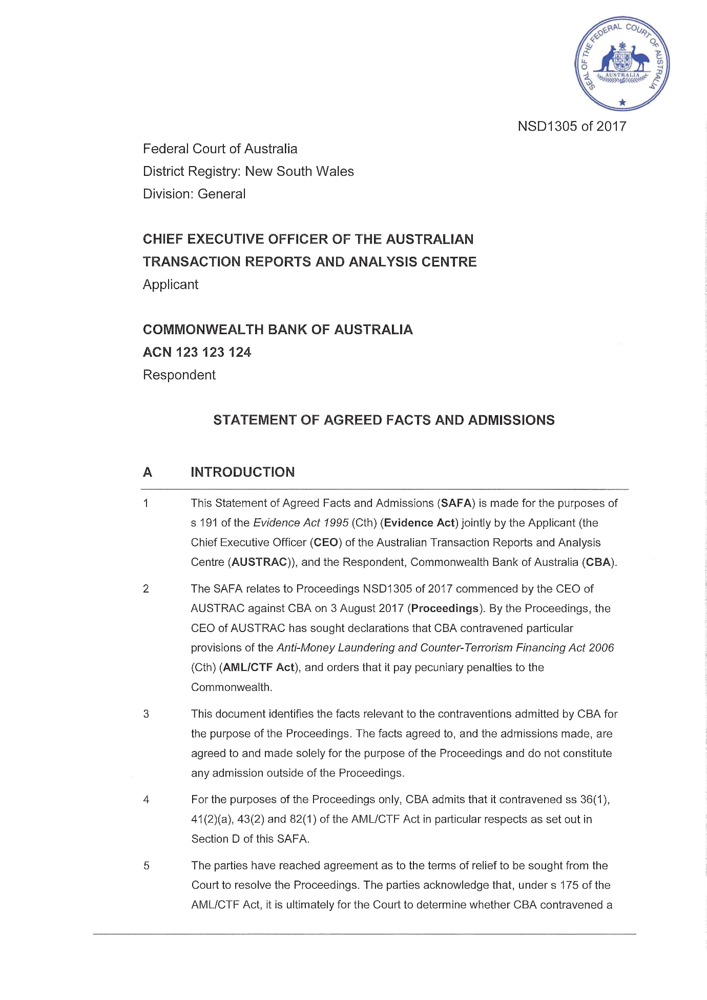 SEAL OF THE FEDERAL COURT OF AUSTRALIA
AUSTRALIA
NSD1305 of 2017
Federal Court of Australia
District Registry: New South Wales
Division: General
CHIEF EXECUTIVE OFFICER OF THE AUSTRALIAN
TRANSACTION REPORTS AND ANALYSIS CENTRE
Applicant
COMMONWEALTH BANK OF AUSTRALIA
ACN 123 123 124
Respondent
STATEMENT OF AGREED FACTS AND ADMISSIONS
A INTRODUCTION
1 This Statement of Agreed Facts and Admissions (SAFA) is made for the purposes of
s 191 of the Evidence Act 1995 (Cth) (Evidence Act) jointly by the Applicant (the
Chief Executive Officer (CEO) of the Australian Transaction Reports and Analysis
Centre (AUSTRAC)), and the Respondent, Commonwealth Bank of Australia (CBA).
2 The SAFA relates to Proceedings NSD1305 of 2017 commenced by the CEO of
AUSTRAC against CBA on 3 August 2017 (Proceedings). By the Proceedings, the
CEO of AUSTRAC has sought declarations that CBA contravened particular
provisions of the Anti-Money Laundering and Counter-Terrorism Financing Act 2006
(Cth) (AML/CTF Act), and orders that it pay pecuniary penalties to the
Commonwealth.
3 This document identifies the facts relevant to the contraventions admitted by CBA for
the purpose of the Proceedings. The facts agreed to, and the admissions made, are
agreed to and made solely for the purpose of the Proceedings and do not constitute
any admission outside of the Proceedings.
4 For the purposes of the Proceedings only, CBA admits that it contravened ss 36(1),
41(2)(a), 43(2) and 82(1) of the AML/CTF Act in particular respects as set out in
Section D of this SAFA.
5 The parties have reached agreement as to the terms of relief to be sought from the
Court to resolve the Proceedings. The parties acknowledge that, under s 175 of the
AML/CTF Act, it is ultimately for the Court to determine whether CBA contravened a